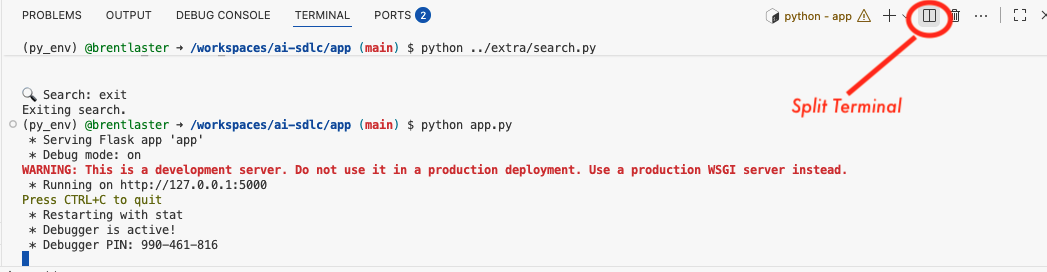 PROBLEMS OUTPUT DEBUG CONSOLE TERMINAL PORTS 2 python - app
(py_env) @brentlaster → /workspaces/ai-sdlc/app (main) $ python ../extra/search.py
Split Terminal
🔍 Search: exit
Exiting search.
(py_env) @brentlaster → /workspaces/ai-sdlc/app (main) $ python app.py
* Serving Flask app 'app'
* Debug mode: on
WARNING: This is a development server. Do not use it in a production deployment. Use a production WSGI server instead.
* Running on http://127.0.0.1:5000
Press CTRL+C to quit
* Restarting with stat
* Debugger is active!
* Debugger PIN: 990-461-816